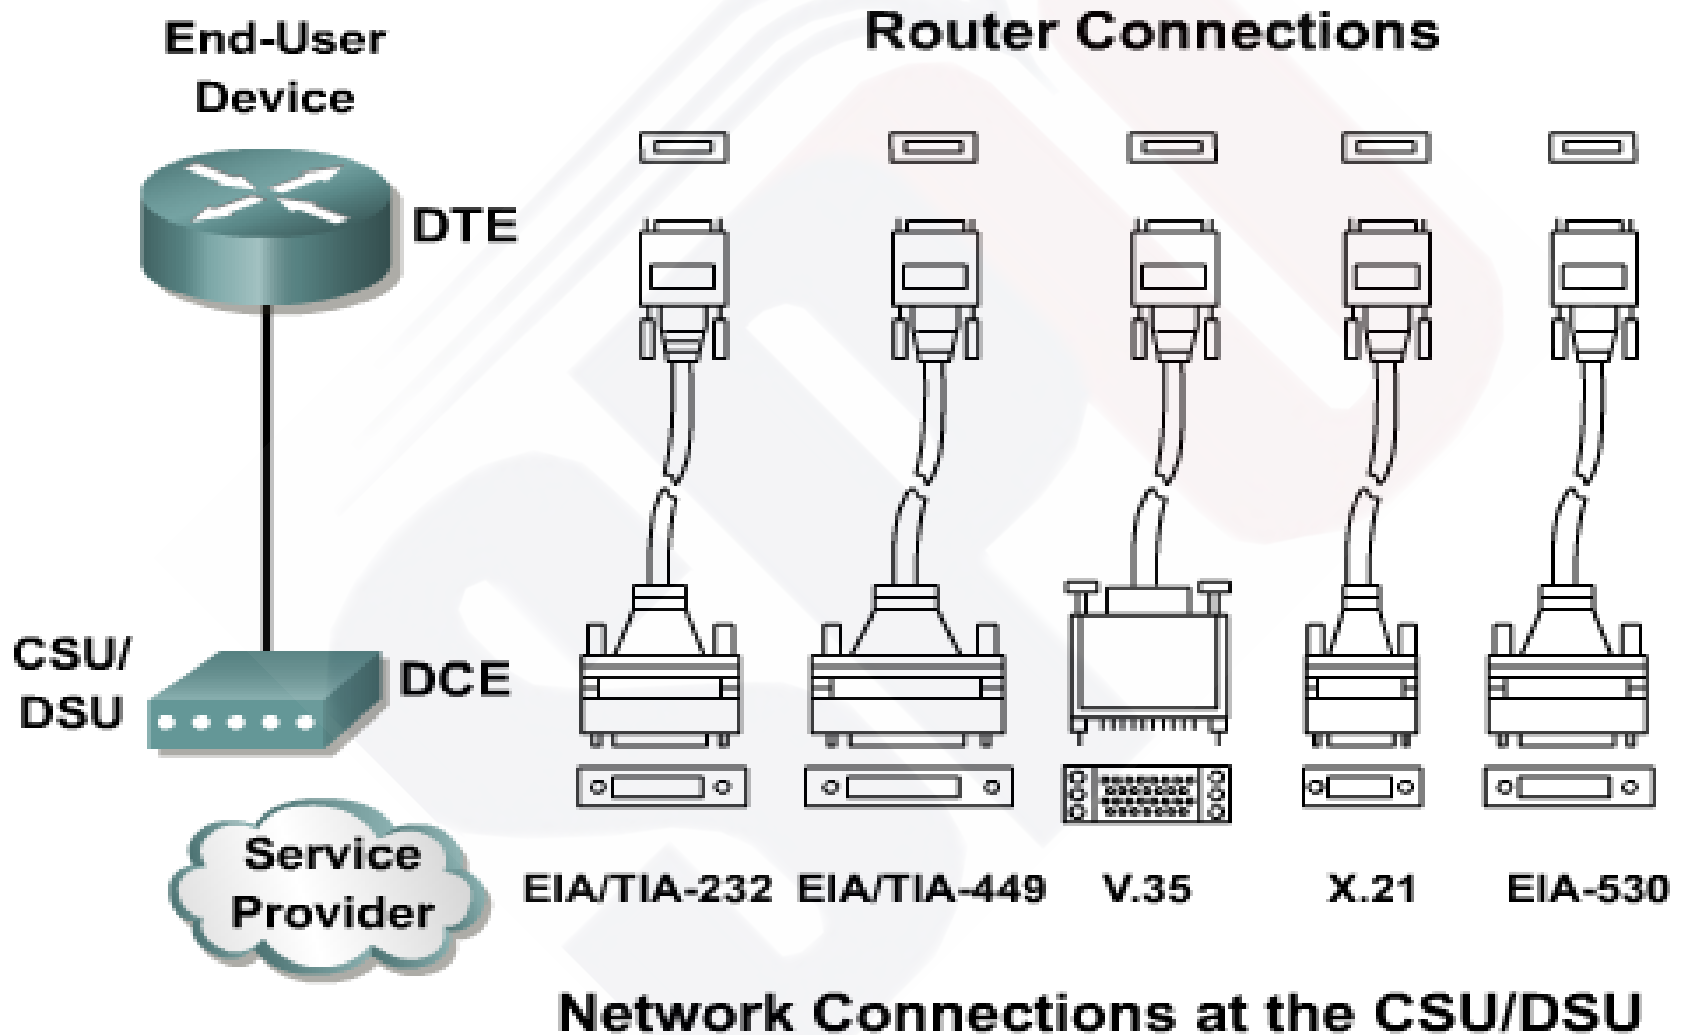 End-User
Device
Router Connections
DTE
CSU/
DSU
DCE
Service
Provider
EIA/TIA-232
EIA/TIA-449
V.35
X.21
EIA-530
Network Connections at the CSU/DSU